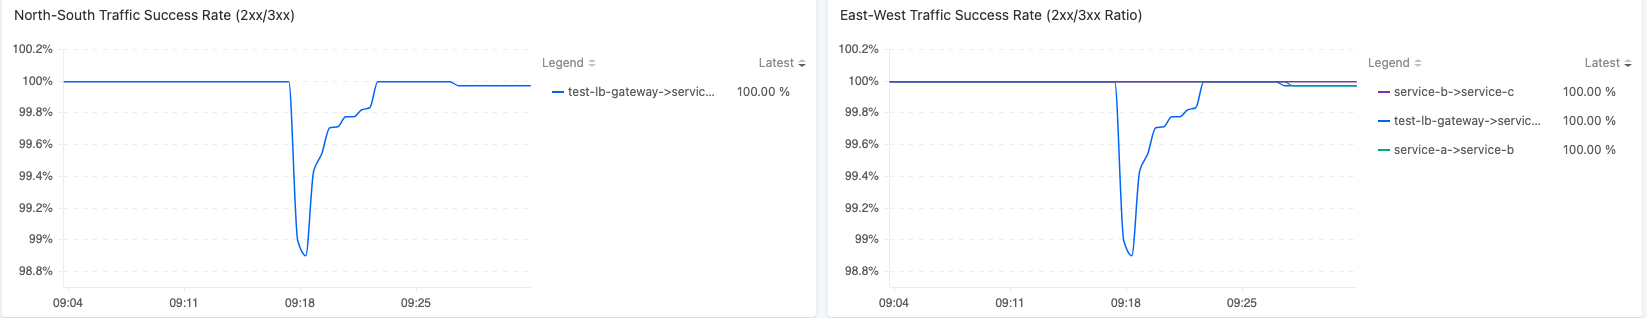 North-South Traffic Success Rate (2xx/3xx)
100.2%
100%
99.8%
99.6%
99.4%
99.2%
99%
98.8%
09:04 09:11 09:18 09:25
Legend Latest
test-lb-gateway->servic... 100.00 %
East-West Traffic Success Rate (2xx/3xx Ratio)
100.2%
100%
99.8%
99.6%
99.4%
99.2%
99%
98.8%
09:04 09:11 09:18 09:25
Legend Latest
service-b->service-c 100.00 %
test-lb-gateway->servic... 100.00 %
service-a->service-b 100.00 %